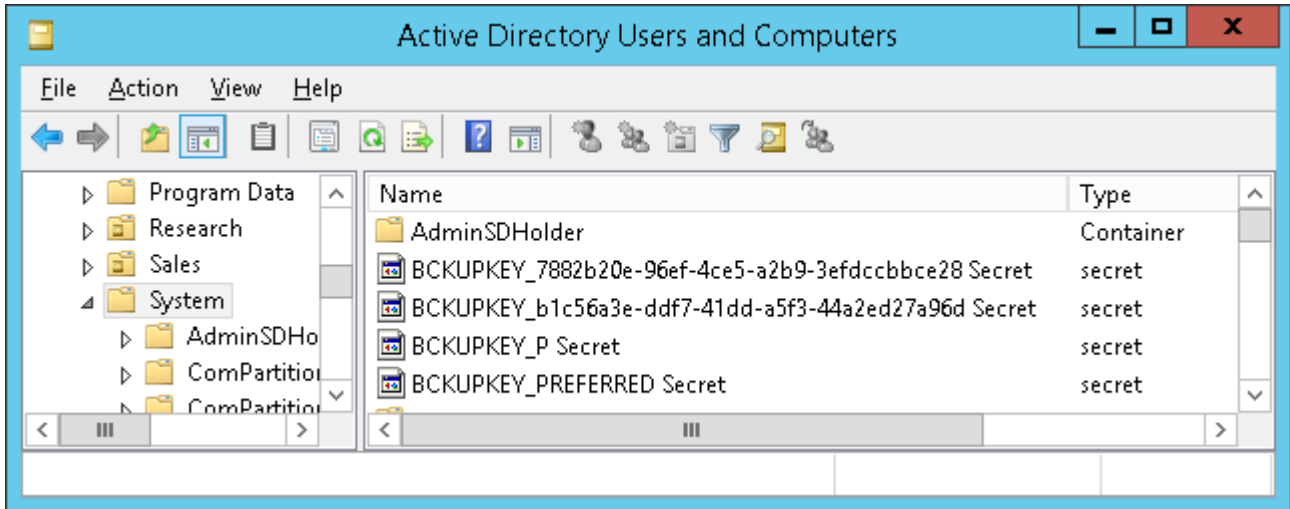 Active Directory Users and Computers
File Action View Help
Program Data
Research
Sales
System
AdminSDHo
ComPartition
ComPartition
Name Type
AdminSDHolder Container
BCKUPKEY_7882b20e-96ef-4ce5-a2b9-3efdccbbce28 Secret secret
BCKUPKEY_b1c56a3e-ddf7-41dd-a5f3-44a2ed27a96d Secret secret
BCKUPKEY_P Secret secret
BCKUPKEY_PREFERRED Secret secret